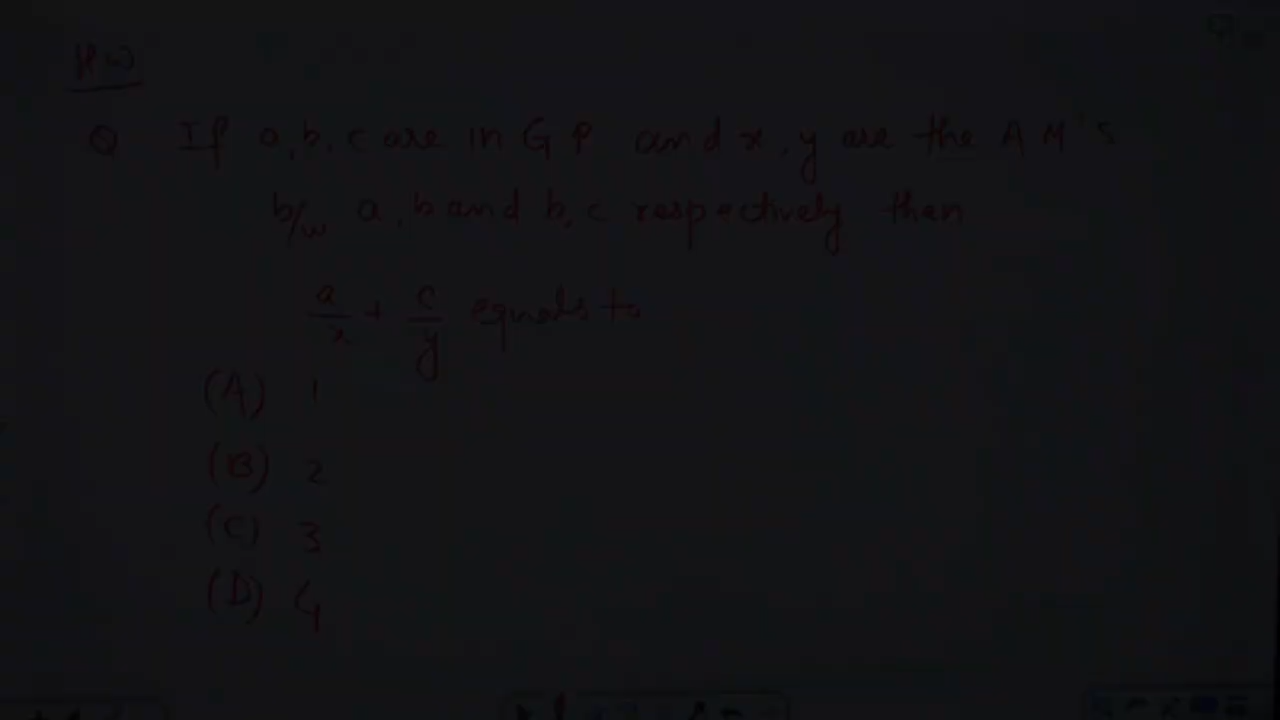 HW
Q If a, b, c are in G P and x, y are the A M's
b/w a, b and b, c respectively then
a/x + c/y equals to
(A) 1
(B) 2
(C) 3
(D) 4